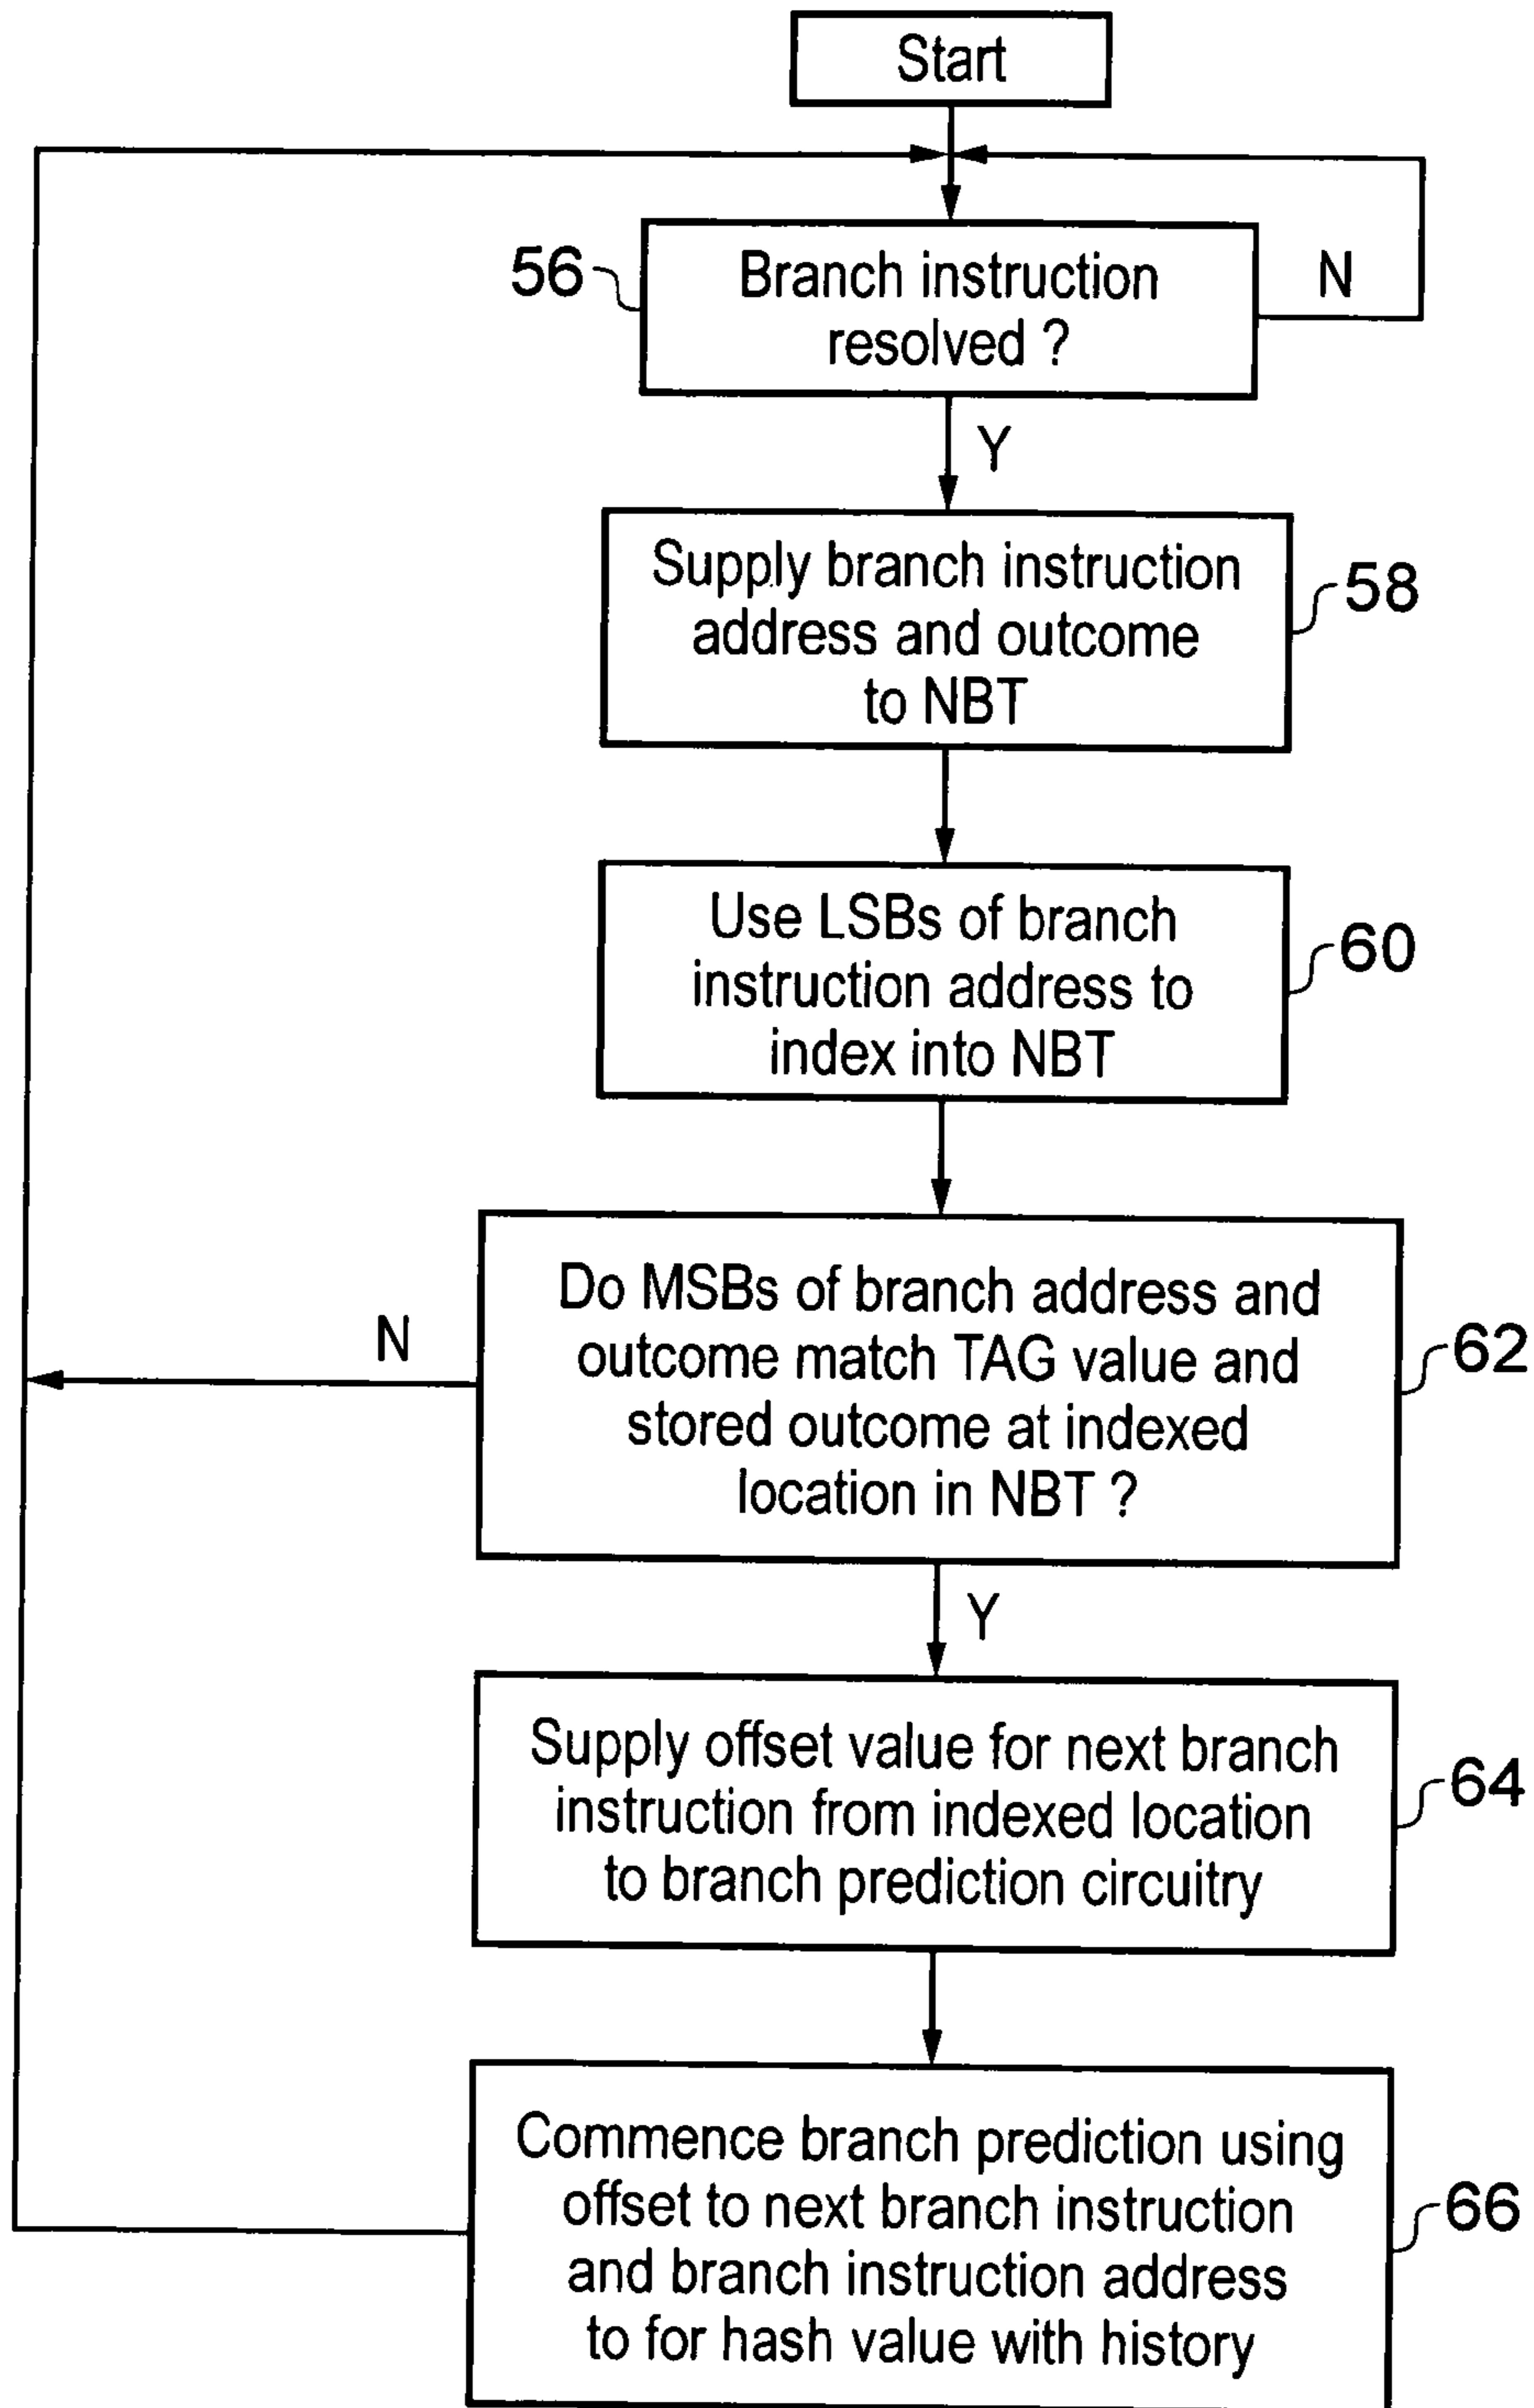 Start
56
Branch instruction
resolved ?
N
Y
Supply branch instruction
address and outcome
to NBT
58
Use LSBs of branch
instruction address to
index into NBT
60
Do MSBs of branch address and
outcome match TAG value and
stored outcome at indexed
location in NBT ?
62
N
Y
Supply offset value for next branch
instruction from indexed location
to branch prediction circuitry
64
Commence branch prediction using
offset to next branch instruction
and branch instruction address
to for hash value with history
66